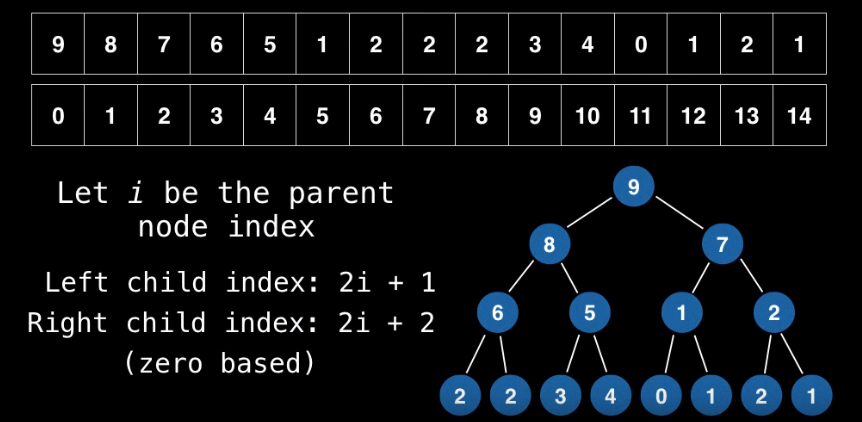 9 8 7 6 5 1 2 2 2 3 4 0 1 2 1
0 1 2 3 4 5 6 7 8 9 10 11 12 13 14
Let i be the parent
node index
Left child index: 2i + 1
Right child index: 2i + 2
(zero based)
9
8 7
6 5 1 2
2 2 3 4 0 1 2 1